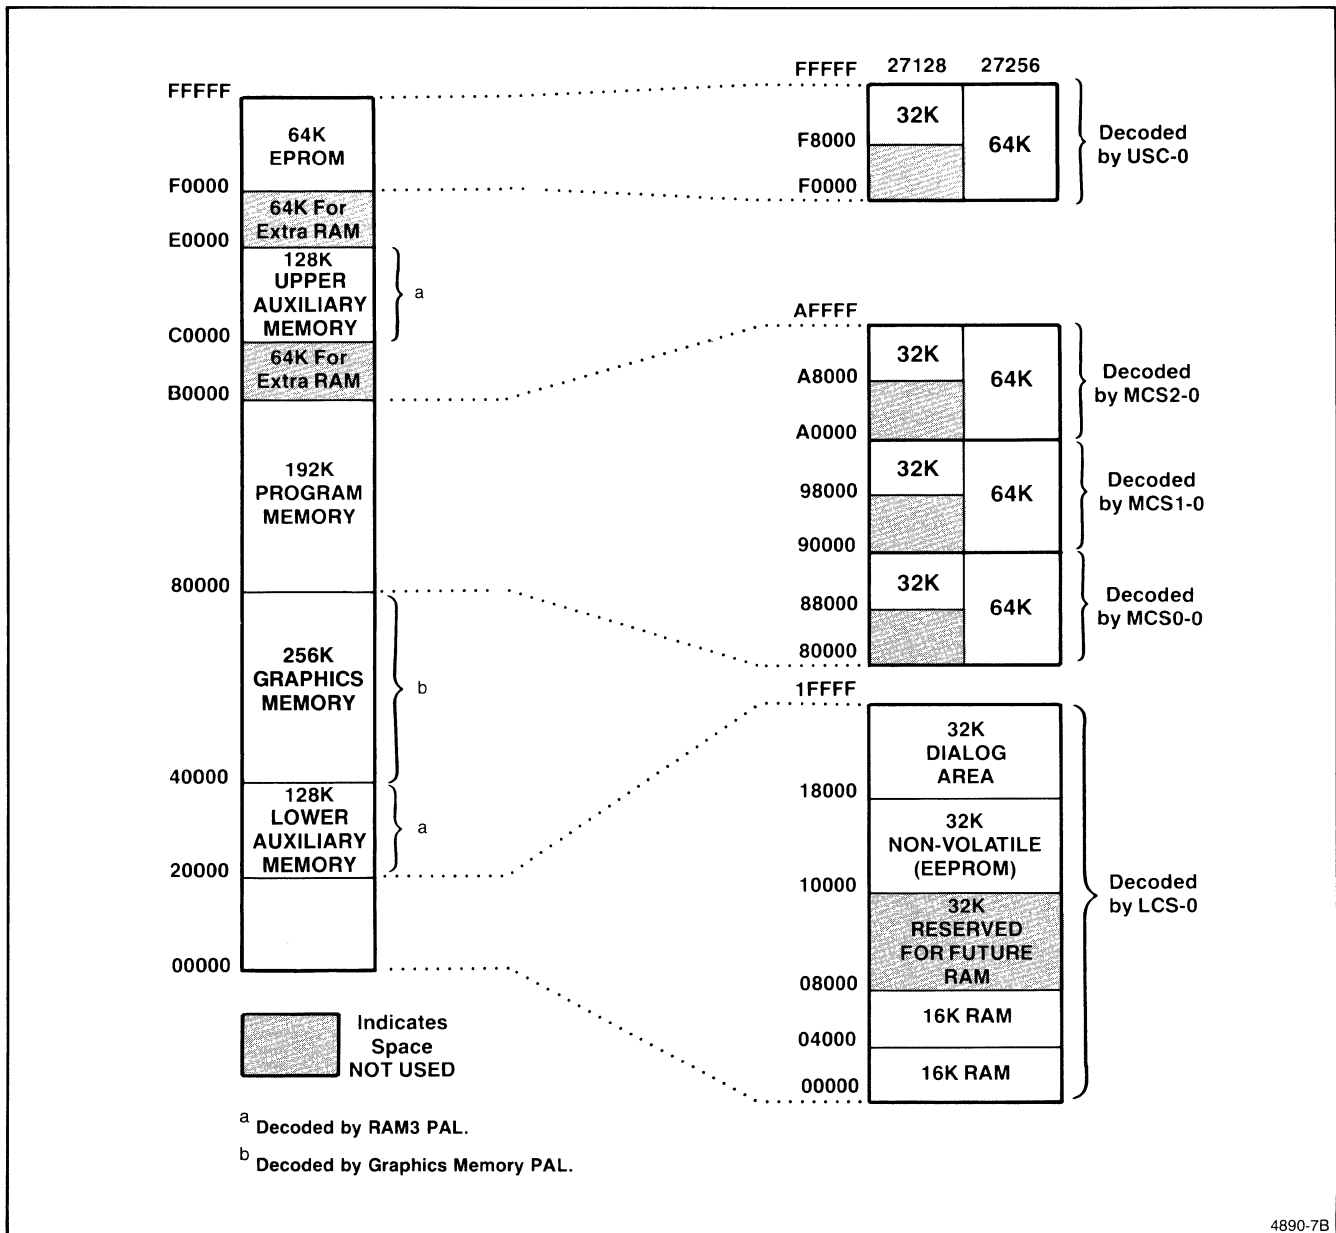 FFFFF
64K
EPROM
F0000
64K For
Extra RAM
E0000
128K
UPPER
AUXILIARY
MEMORY
a
C0000
64K For
Extra RAM
B0000
192K
PROGRAM
MEMORY
80000
256K
GRAPHICS
MEMORY
b
40000
128K
LOWER
AUXILIARY
MEMORY
a
20000
00000
Indicates
Space
NOT USED
a Decoded by RAM3 PAL.
b Decoded by Graphics Memory PAL.
FFFFF
27128
27256
32K
F8000
64K
F0000
Decoded
by USC-0
AFFFF
32K
A8000
64K
A0000
Decoded
by MCS2-0
32K
98000
64K
90000
Decoded
by MCS1-0
32K
88000
64K
80000
Decoded
by MCS0-0
1FFFF
32K
DIALOG
AREA
18000
32K
NON-VOLATILE
(EEPROM)
10000
32K
RESERVED
FOR FUTURE
RAM
08000
16K RAM
04000
16K RAM
00000
Decoded
by LCS-0
4890-7B